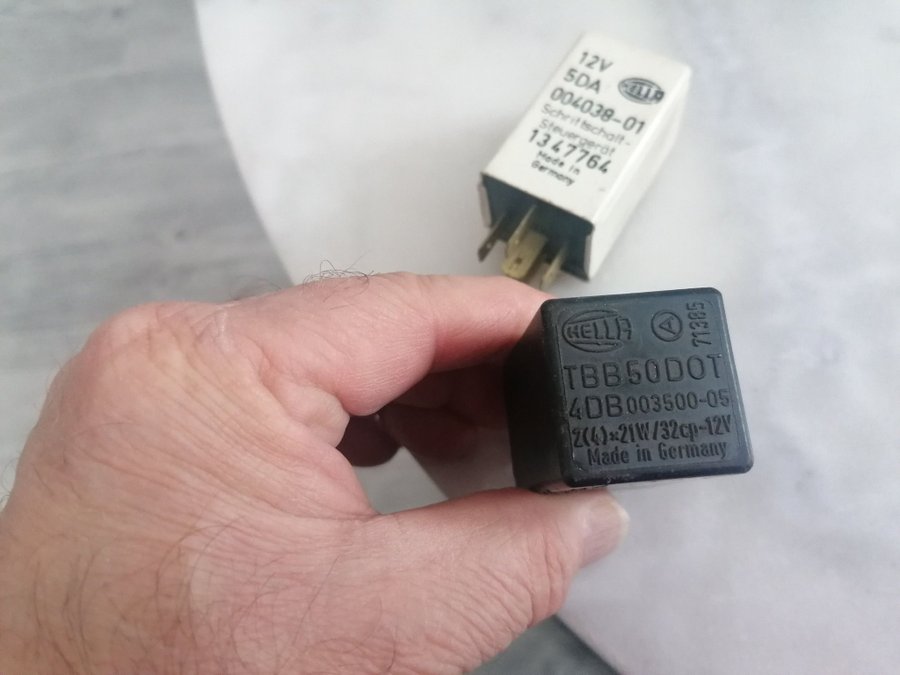 12V
5DA HELLA
004038-01
Schrittschalt-
Steuergerät
1347764
Made in
Germany
HELLA A 71385
TBB50DOT
4DB003500-05
2(4)×21W/32cp-12V
Made in Germany